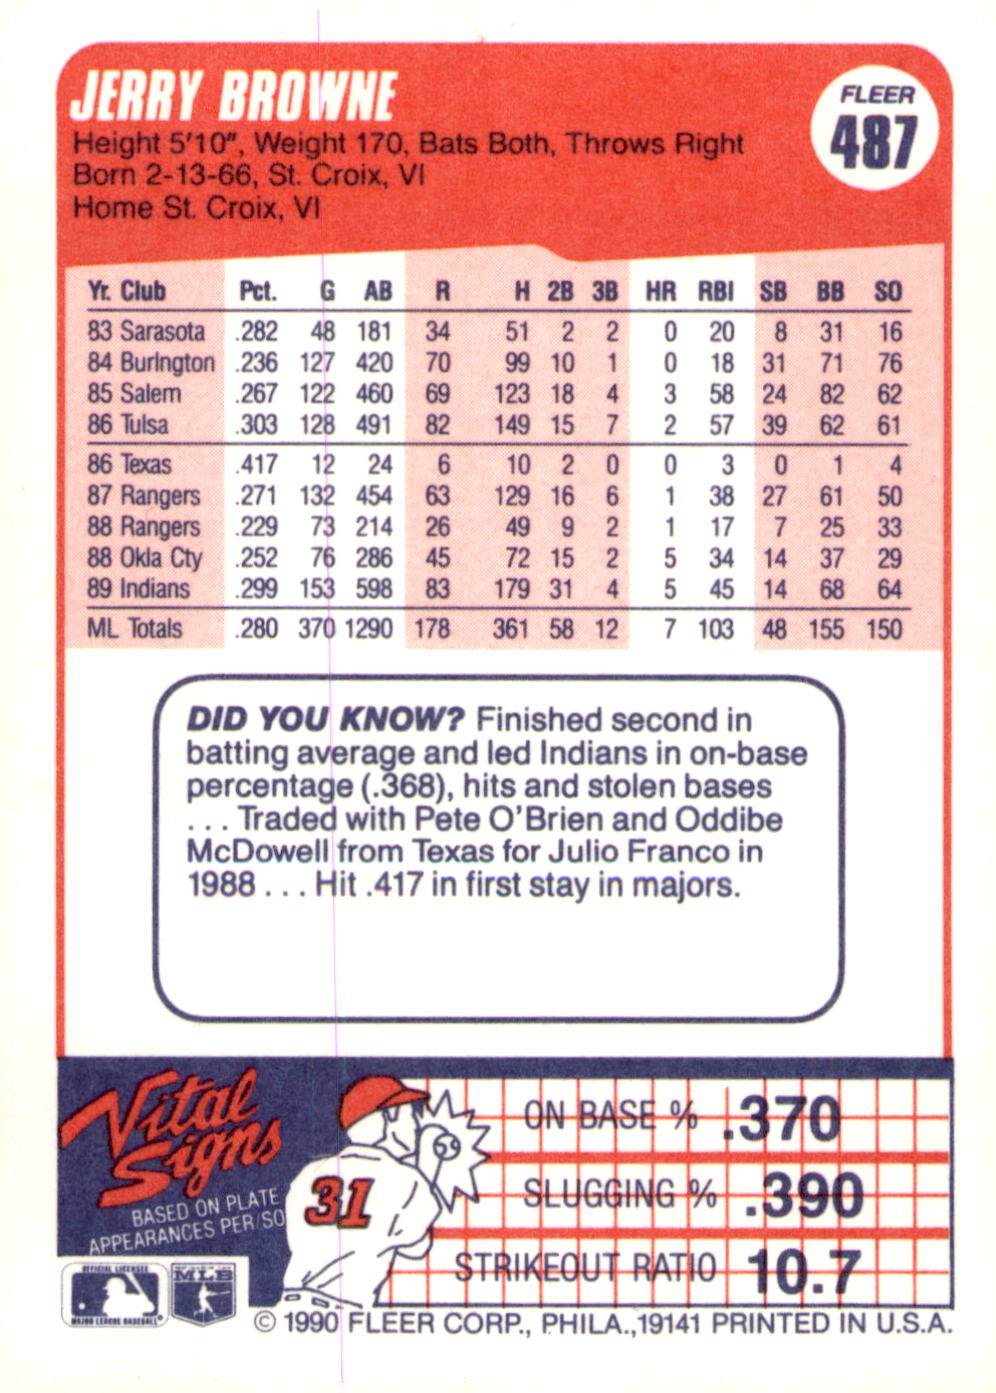 JERRY BROWNE
FLEER
487
Height 5'10", Weight 170, Bats Both, Throws Right
Born 2-13-66, St. Croix, VI
Home St. Croix, VI
Yr. Club Pct. G AB R H 2B 3B HR RBI SB BB SO
83 Sarasota .282 48 181 34 51 2 2 0 20 8 31 16
84 Burlngton .236 127 420 70 99 10 1 0 18 31 71 76
85 Salem .267 122 460 69 123 18 4 3 58 24 82 62
86 Tulsa .303 128 491 82 149 15 7 2 57 39 62 61
86 Texas .417 12 24 6 10 2 0 0 3 0 1 4
87 Rangers .271 132 454 63 129 16 6 1 38 27 61 50
88 Rangers .229 73 214 26 49 9 2 1 17 7 25 33
88 Okla Cty .252 76 286 45 72 15 2 5 34 14 37 29
89 Indians .299 153 598 83 179 31 4 5 45 14 68 64
ML Totals .280 370 1290 178 361 58 12 7 103 48 155 150
DID YOU KNOW? Finished second in
batting average and led Indians in on-base
percentage (.368), hits and stolen bases
... Traded with Pete O'Brien and Oddibe
McDowell from Texas for Julio Franco in
1988 ... Hit .417 in first stay in majors.
Vital
Signs
BASED ON PLATE
APPEARANCES PER/SO
31
ON BASE % .370
SLUGGING % .390
STRIKEOUT RATIO 10.7
OFFICIAL LICENSEE
MAJOR LEAGUE BASEBALL
MLB
© 1990 FLEER CORP., PHILA.,19141 PRINTED IN U.S.A.